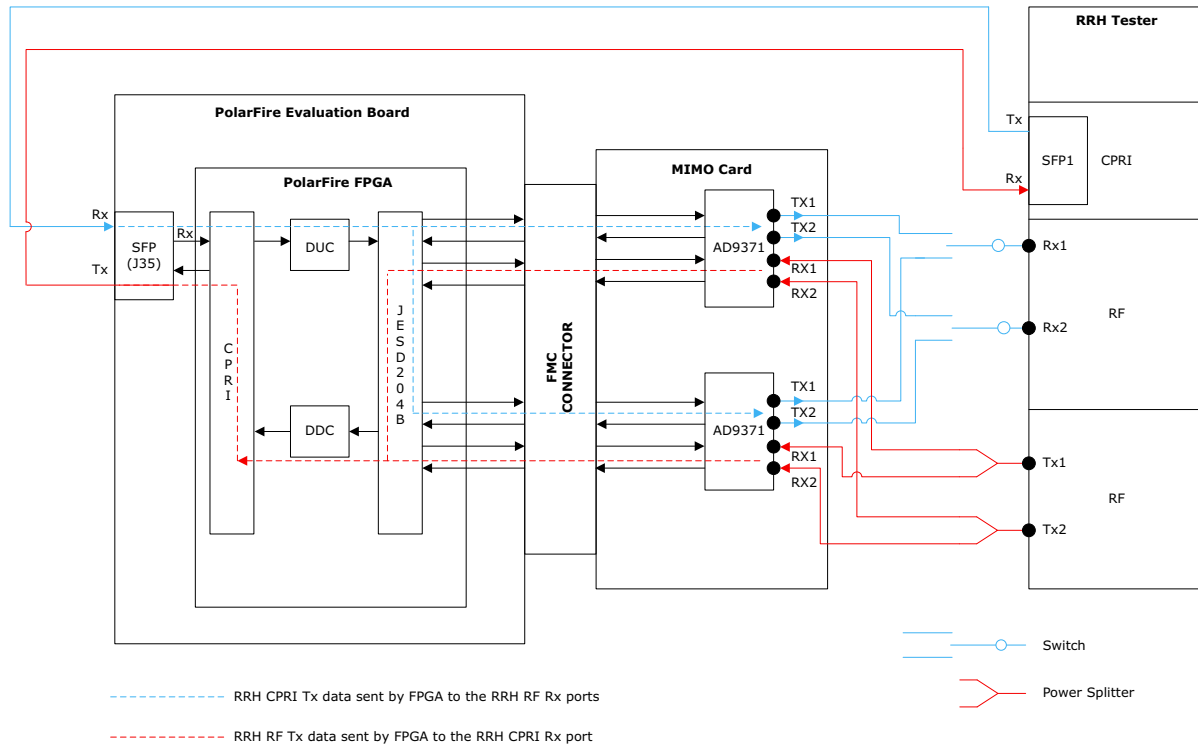 RRH Tester
PolarFire Evaluation Board
Tx
SFP1
CPRI
Rx
PolarFire FPGA
MIMO Card
Rx
SFP
(J35)
Tx
Rx
CPRI
DUC
DDC
JESD204B
FMC
CONNECTOR
AD9371
TX1
TX2
RX1
RX2
AD9371
TX1
TX2
RX1
RX2
Rx1
Rx2
RF
Tx1
Tx2
RF
Switch
Power Splitter
RRH CPRI Tx data sent by FPGA to the RRH RF Rx ports
RRH RF Tx data sent by FPGA to the RRH CPRI Rx port